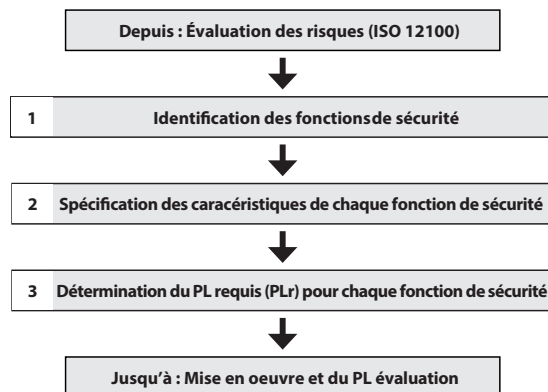 Depuis : Évaluation des risques (ISO 12100)
1 Identification des fonctions de sécurité
2 Spécification des caracéristiques de chaque fonction de sécurité
3 Détermination du PL requis (PLr) pour chaque fonction de sécurité
Jusqu'à : Mise en oeuvre et du PL évaluation